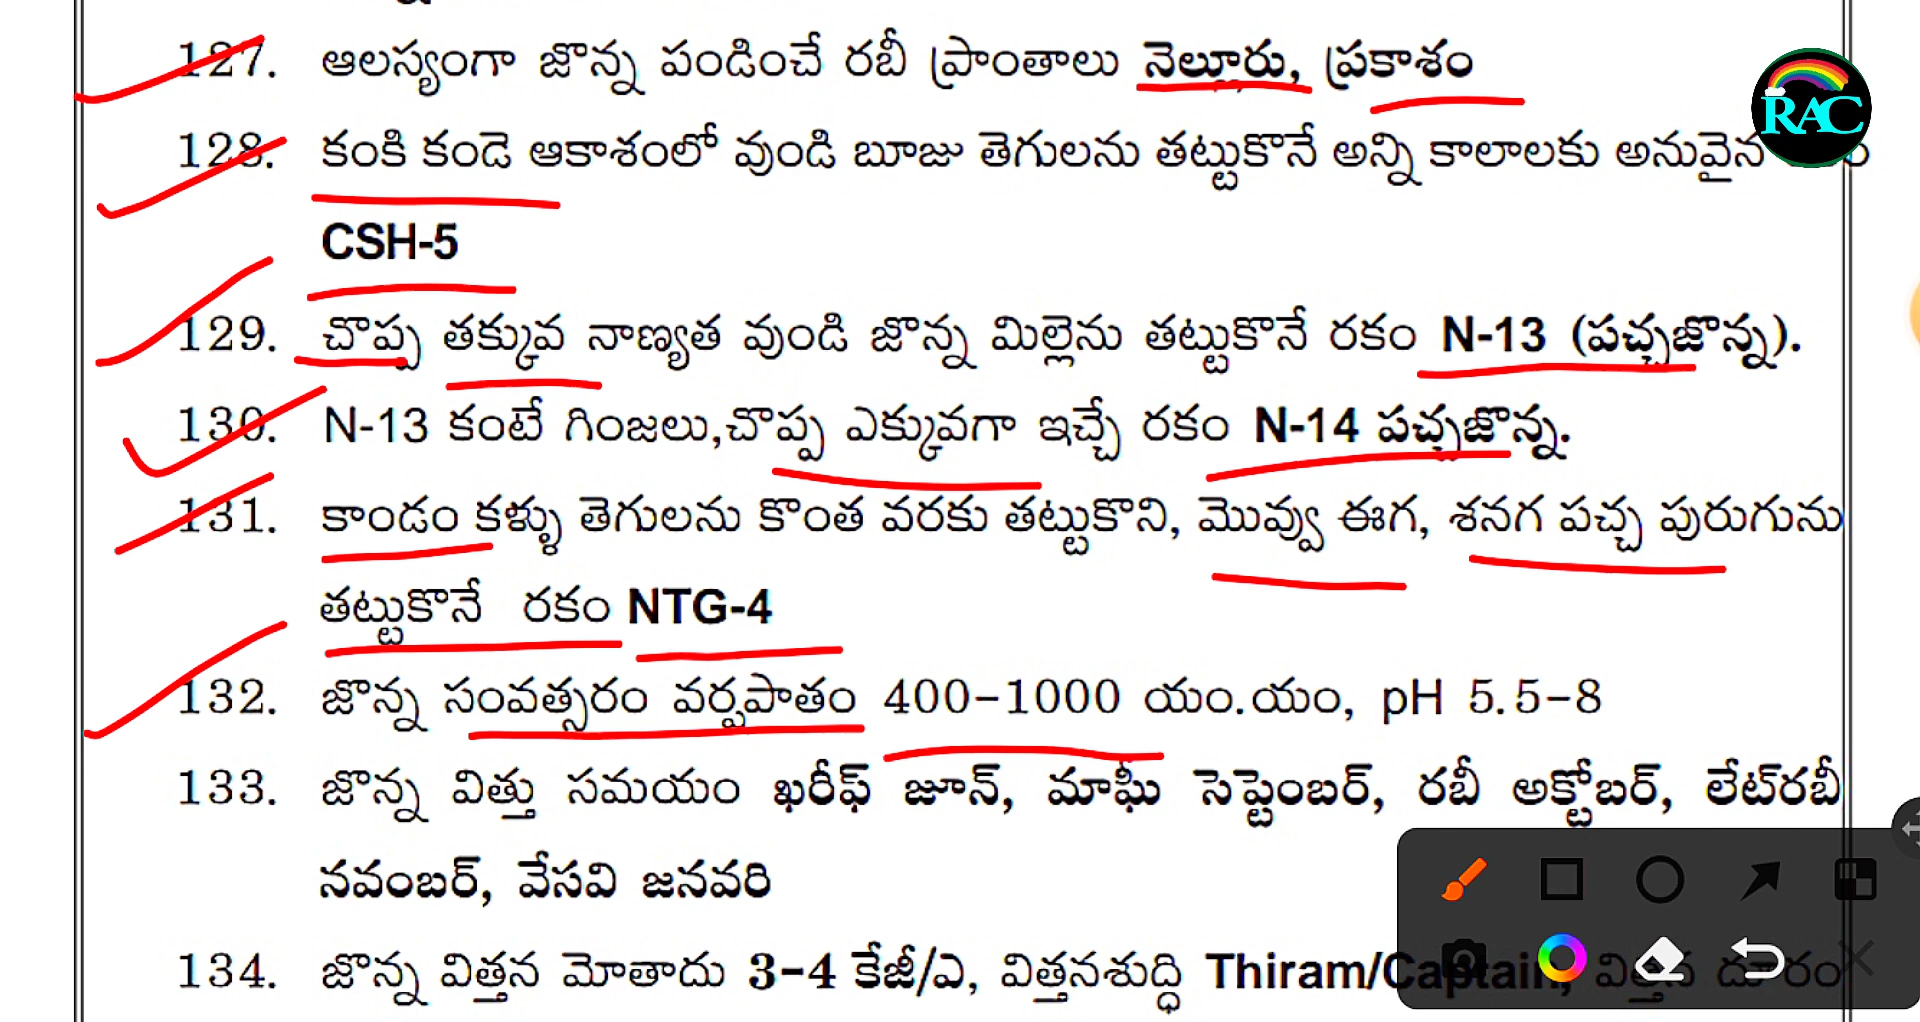 127. ఆలస్యంగా జొన్న పండించే రబీ ప్రాంతాలు నెల్లూరు, ప్రకాశం
RAC
128. కంకి కండె ఆకాశంలో వుండి బూజు తెగులను తట్టుకొనే అన్ని కాలాలకు అనువైన
CSH-5
129. చొప్ప తక్కువ నాణ్యత వుండి జొన్న మిల్లెను తట్టుకొనే రకం N-13 (పచ్చజొన్న).
130. N-13 కంటే గింజలు,చొప్ప ఎక్కువగా ఇచ్చే రకం N-14 పచ్చజొన్న.
131. కాండం కళ్ళు తెగులను కొంత వరకు తట్టుకొని, మొవ్వు ఈగ, శనగ పచ్చ పురుగును
తట్టుకొనే రకం NTG-4
132. జొన్న సంవత్సరం వర్షపాతం 400-1000 యం.యం, pH 5.5-8
133. జొన్న విత్తు సమయం ఖరీఫ్ జూన్, మాఘీ సెప్టెంబర్, రబీ అక్టోబర్, లేట్‌రబీ
నవంబర్, వేసవి జనవరి
134. జొన్న విత్తన మోతాదు 3-4 కేజీ/ఎ, విత్తనశుద్ధి Thiram/Captain, విత్తన దూరం